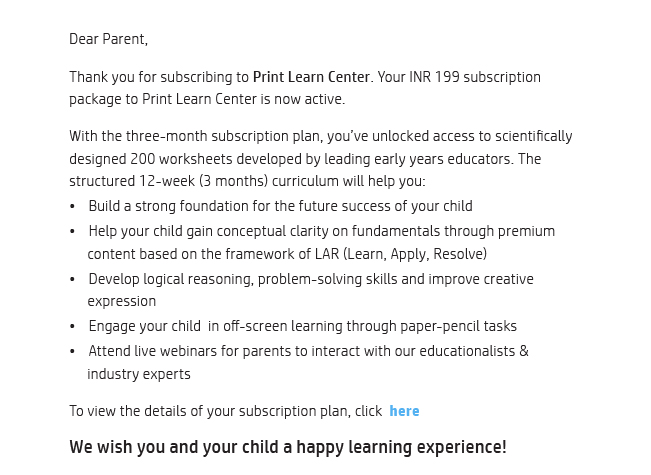 Dear Parent,
Thank you for subscribing to Print Learn Center. Your INR 199 subscription
package to Print Learn Center is now active.
With the three-month subscription plan, you've unlocked access to scientifically
designed 200 worksheets developed by leading early years educators. The
structured 12-week (3 months) curriculum will help you:
• Build a strong foundation for the future success of your child
• Help your child gain conceptual clarity on fundamentals through premium
content based on the framework of LAR (Learn, Apply, Resolve)
• Develop logical reasoning, problem-solving skills and improve creative
expression
• Engage your child in off-screen learning through paper-pencil tasks
• Attend live webinars for parents to interact with our educationalists &
industry experts
To view the details of your subscription plan, click here
We wish you and your child a happy learning experience!